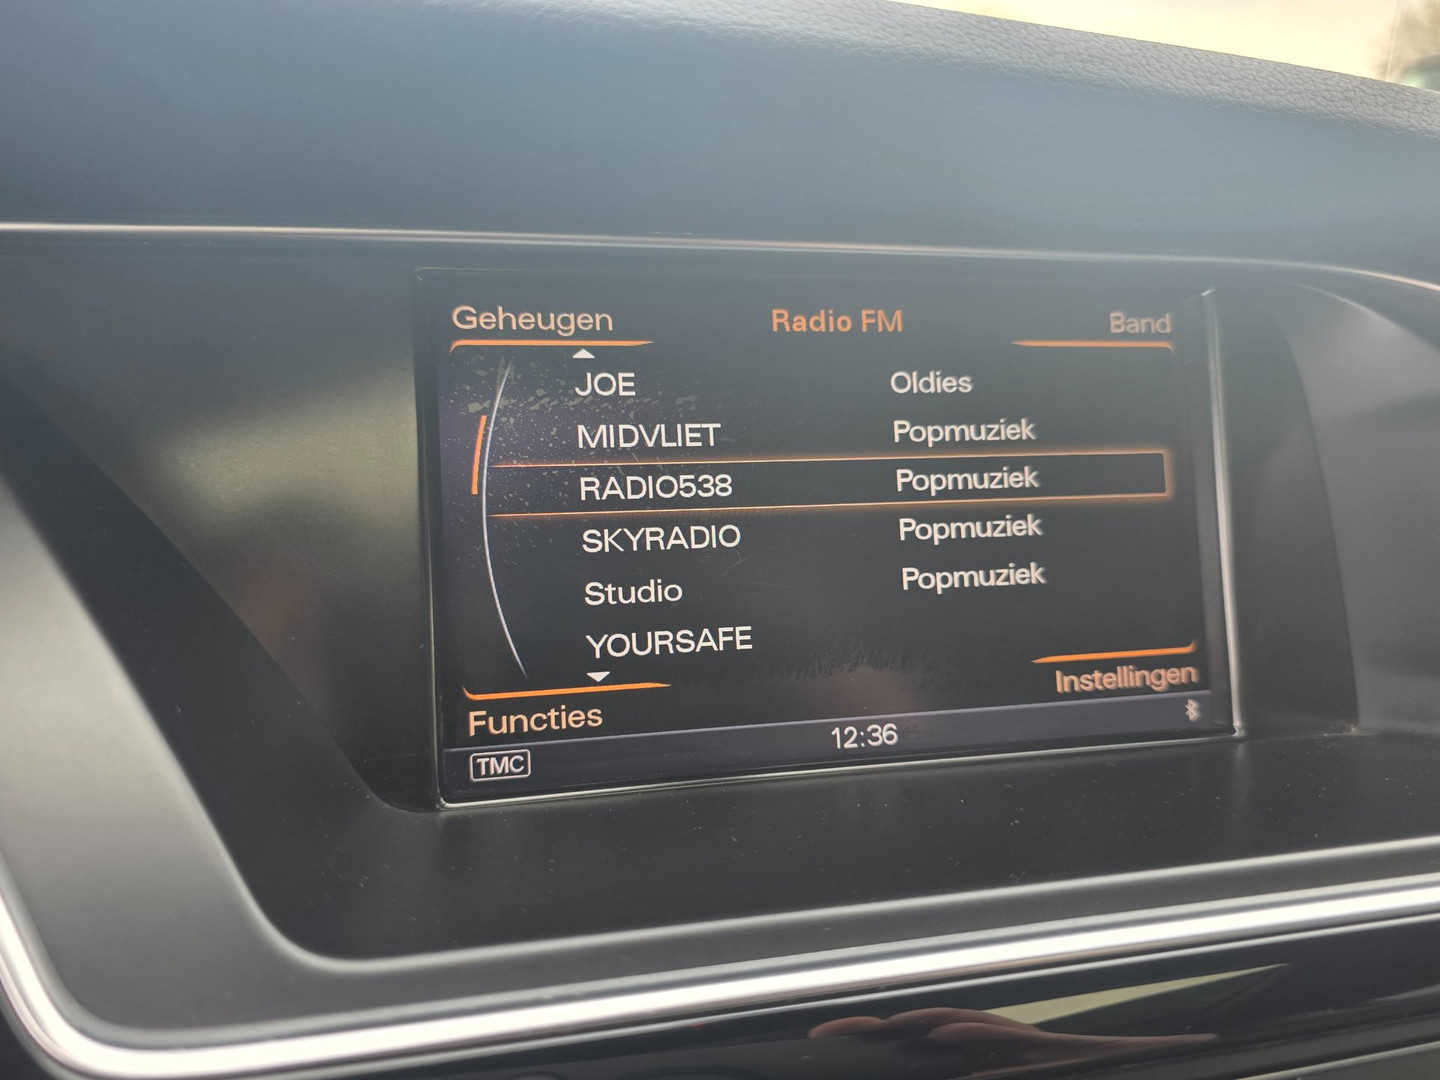 Geheugen Radio FM Band
JOE Oldies
MIDVLIET Popmuziek
RADIO538 Popmuziek
SKYRADIO Popmuziek
Studio Popmuziek
YOURSAFE
Instellingen
Functies
TMC 12:36